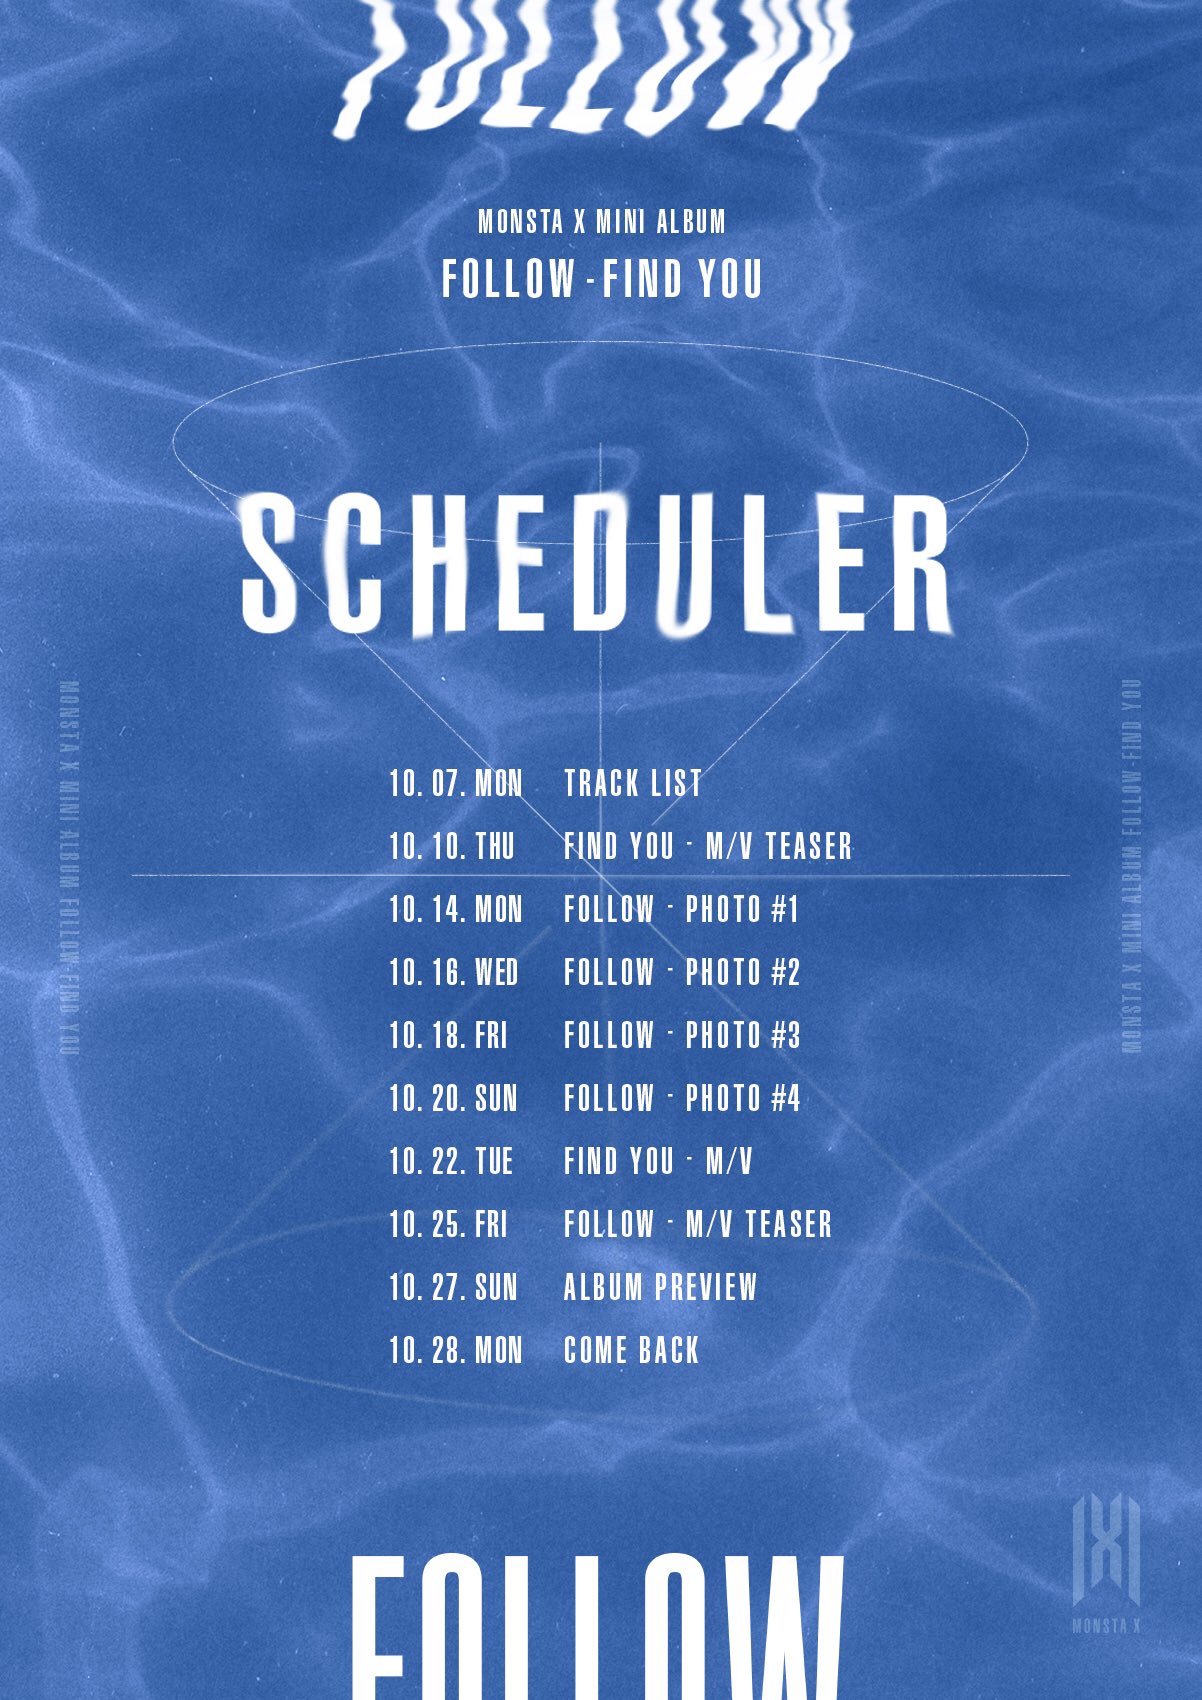 FOLLOW
MONSTA X MINI ALBUM
FOLLOW - FIND YOU
SCHEDULER
10. 07. MON TRACK LIST
10. 10. THU FIND YOU - M/V TEASER
10. 14. MON FOLLOW - PHOTO #1
10. 16. WED FOLLOW - PHOTO #2
10. 18. FRI FOLLOW - PHOTO #3
10. 20. SUN FOLLOW - PHOTO #4
10. 22. TUE FIND YOU - M/V
10. 25. FRI FOLLOW - M/V TEASER
10. 27. SUN ALBUM PREVIEW
10. 28. MON COME BACK
MONSTA X MINI ALBUM FOLLOW-FIND YOU
MONSTA X MINI ALBUM FOLLOW-FIND YOU
MONSTA X
FOLLOW